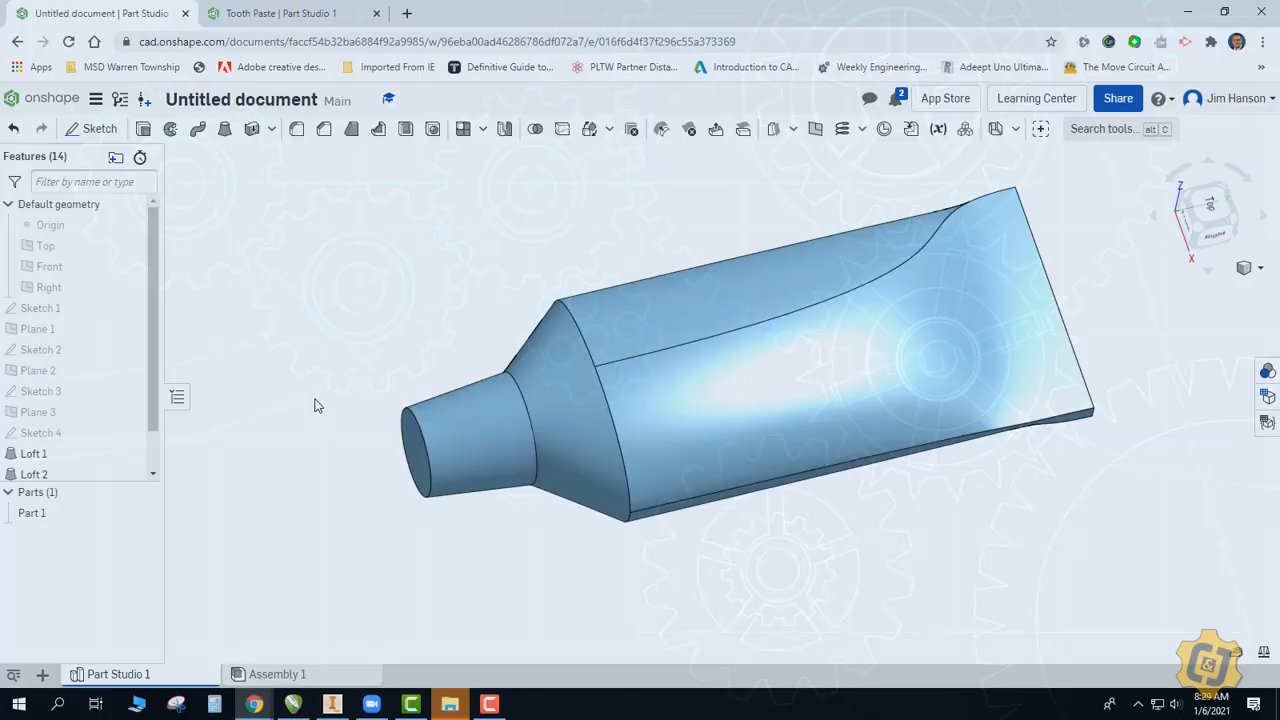 Untitled document | Part Studio
Tooth Paste | Part Studio 1
cad.onshape.com/documents/faccf54b32ba6884f92a9985/w/96eba00ad46286786df072a7/e/016f6d4f37f296c55a373369
Apps
MSD Warren Township
Adobe creative des...
Imported From IE
Definitive Guide to...
PLTW Partner Dista...
Introduction to CA...
Weekly Engineering...
Adeept Uno Ultima...
The Move Circuit A...
»
onshape
Untitled document
Main
2
App Store
Learning Center
Share
Jim Hanson
Sketch
(x)
Search tools...
alt
C
Features (14)
Filter by name or type
Default geometry
Origin
Top
Front
Right
Sketch 1
Plane 1
Sketch 2
Plane 2
Sketch 3
Plane 3
Sketch 4
Loft 1
Loft 2
Parts (1)
Part 1
Z
Top
X
Part Studio 1
Assembly 1
C&J
8:29 AM
1/6/2021